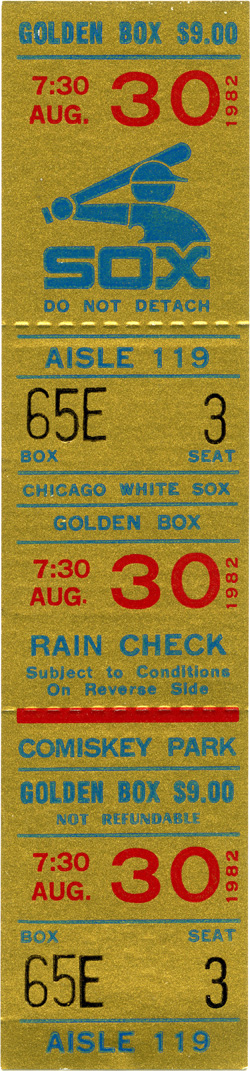 GOLDEN BOX $9.00
7:30 AUG. 30 1982
SOX
DO NOT DETACH
AISLE 119
65E 3
BOX SEAT
CHICAGO WHITE SOX
GOLDEN BOX
7:30 AUG. 30 1982
RAIN CHECK
Subject to Conditions
On Reverse Side
COMISKEY PARK
GOLDEN BOX $9.00
NOT REFUNDABLE
7:30 AUG. 30 1982
BOX SEAT
65E 3
AISLE 119